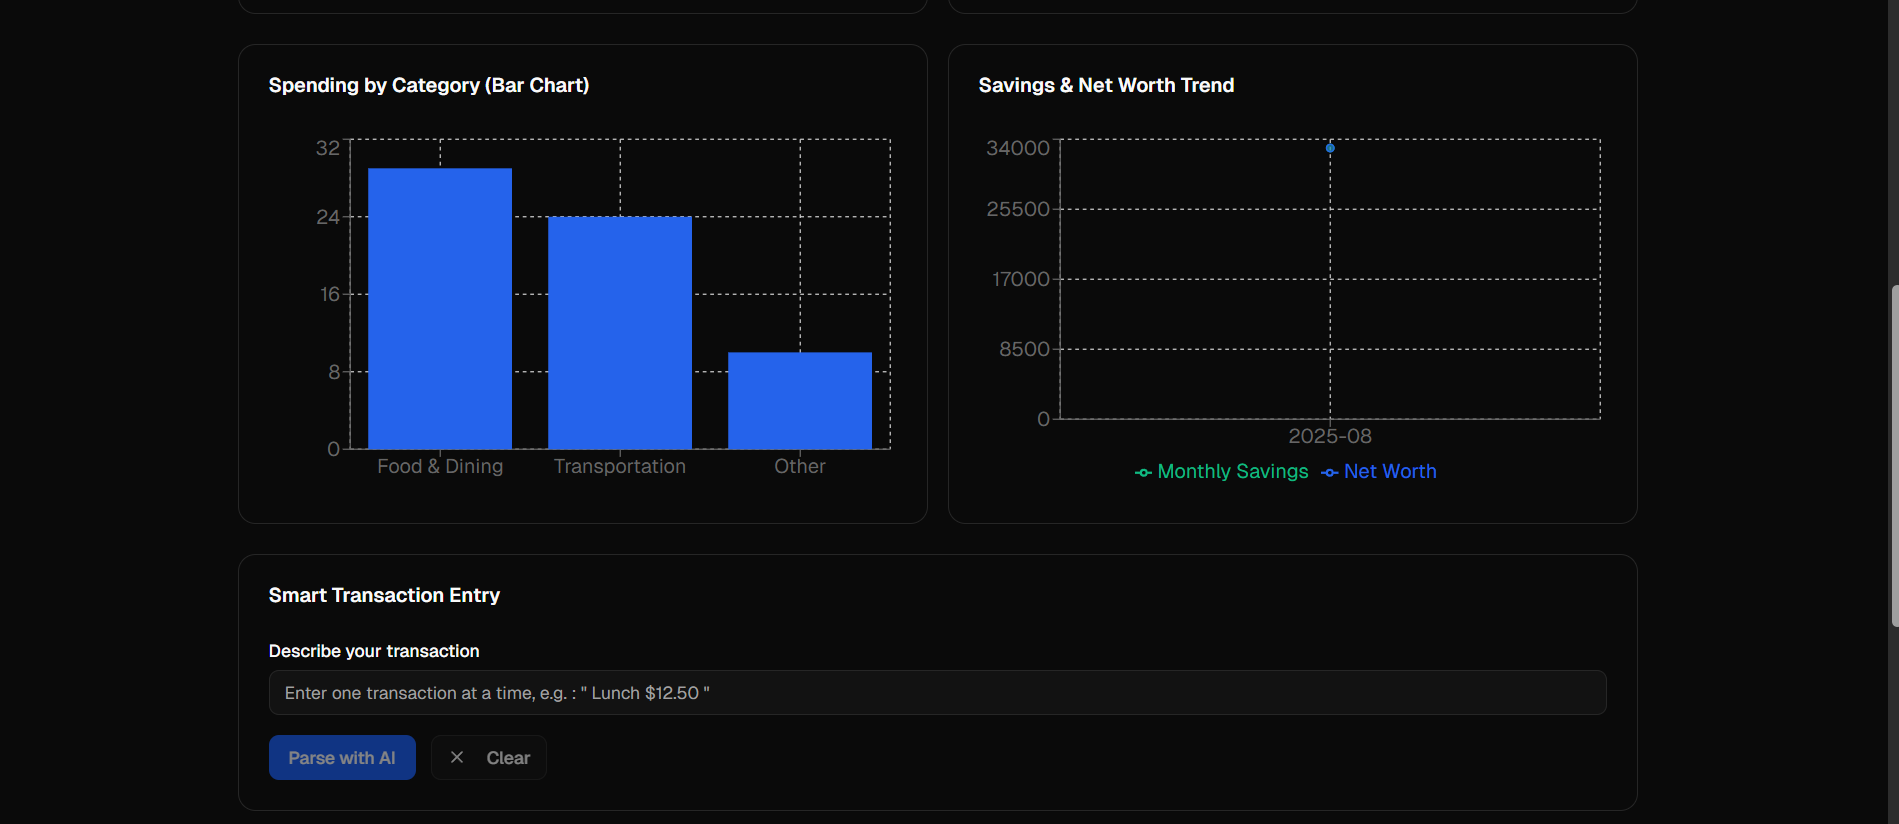 Spending by Category (Bar Chart)
32
24
16
8
0
Food & Dining
Transportation
Other
Savings & Net Worth Trend
34000
25500
17000
8500
0
2025-08
Monthly Savings
Net Worth
Smart Transaction Entry
Describe your transaction
Enter one transaction at a time, e.g. : " Lunch $12.50 "
Parse with AI
Clear